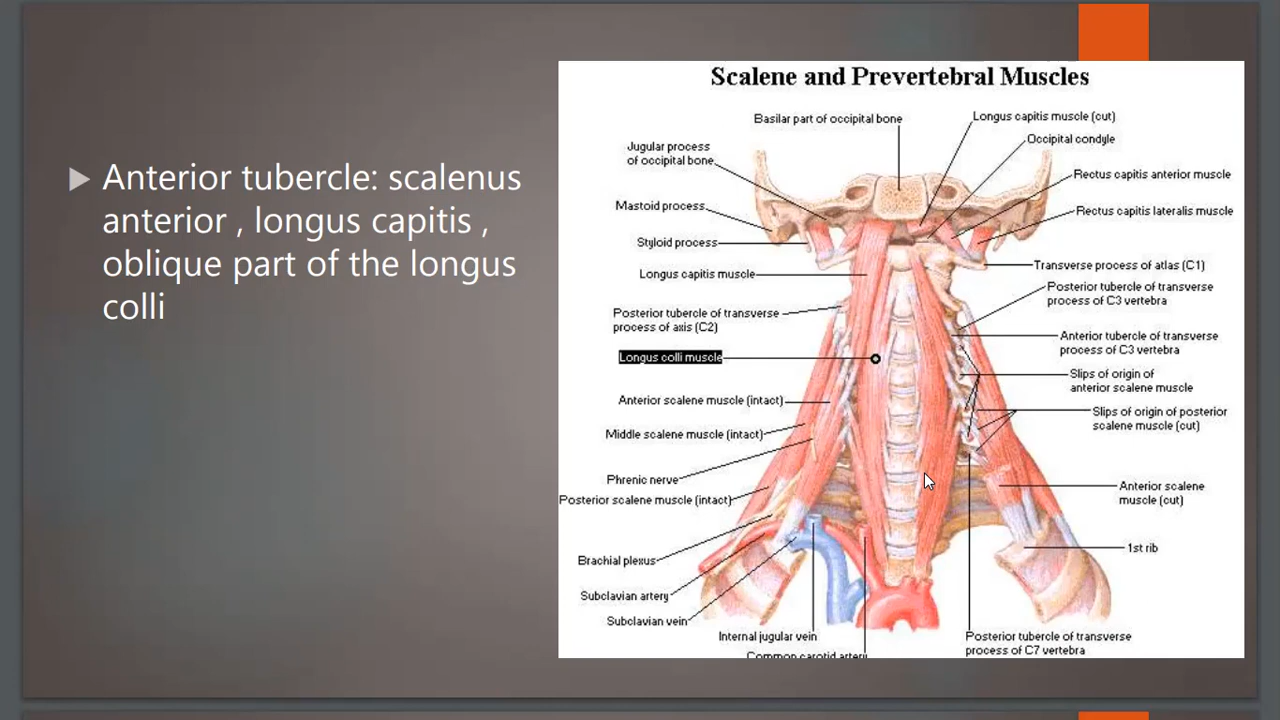 Anterior tubercle: scalenus
anterior , longus capitis ,
oblique part of the longus
colli
Scalene and Prevertebral Muscles
Basilar part of occipital bone
Longus capitis muscle (cut)
Occipital condyle
Jugular process
of occipital bone
Rectus capitis anterior muscle
Mastoid process
Rectus capitis lateralis muscle
Styloid process
Longus capitis muscle
Transverse process of atlas (C1)
Posterior tubercle of transverse
process of C3 vertebra
Posterior tubercle of transverse
process of axis (C2)
Anterior tubercle of transverse
process of C3 vertebra
Longus colli muscle
Slips of origin of
anterior scalene muscle
Anterior scalene muscle (intact)
Slips of origin of posterior
scalene muscle (cut)
Middle scalene muscle (intact)
Phrenic nerve
Posterior scalene muscle (intact)
Anterior scalene
muscle (cut)
Brachial plexus
1st rib
Subclavian artery
Subclavian vein
Internal jugular vein
Common carotid artery
Posterior tubercle of transverse
process of C7 vertebra